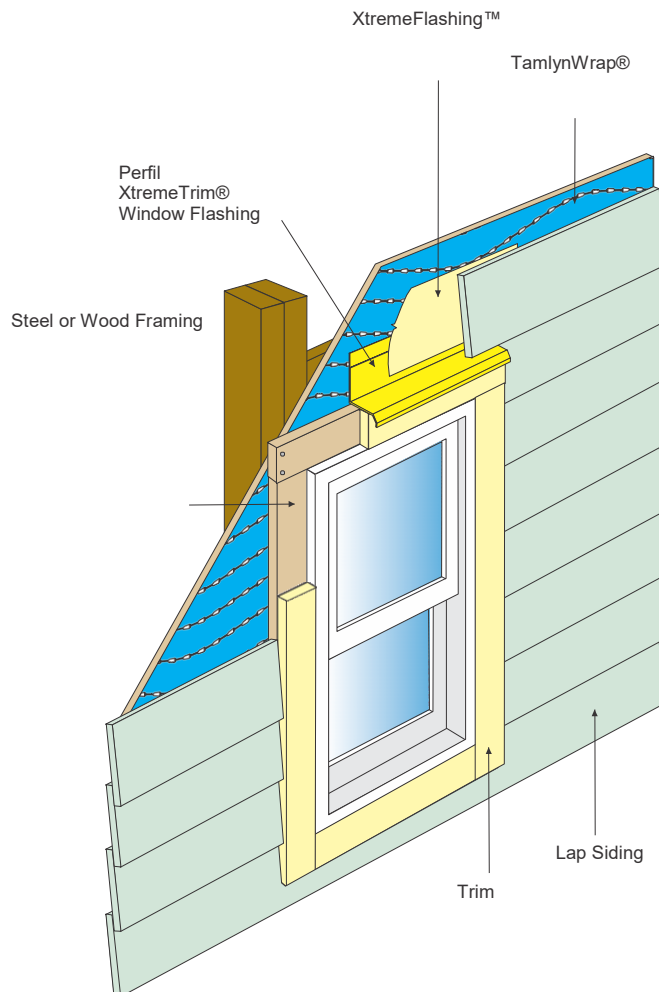 XtremeFlashing™
TamlynWrap®
Perfil
XtremeTrim®
Window Flashing
Steel or Wood Framing
Lap Siding
Trim